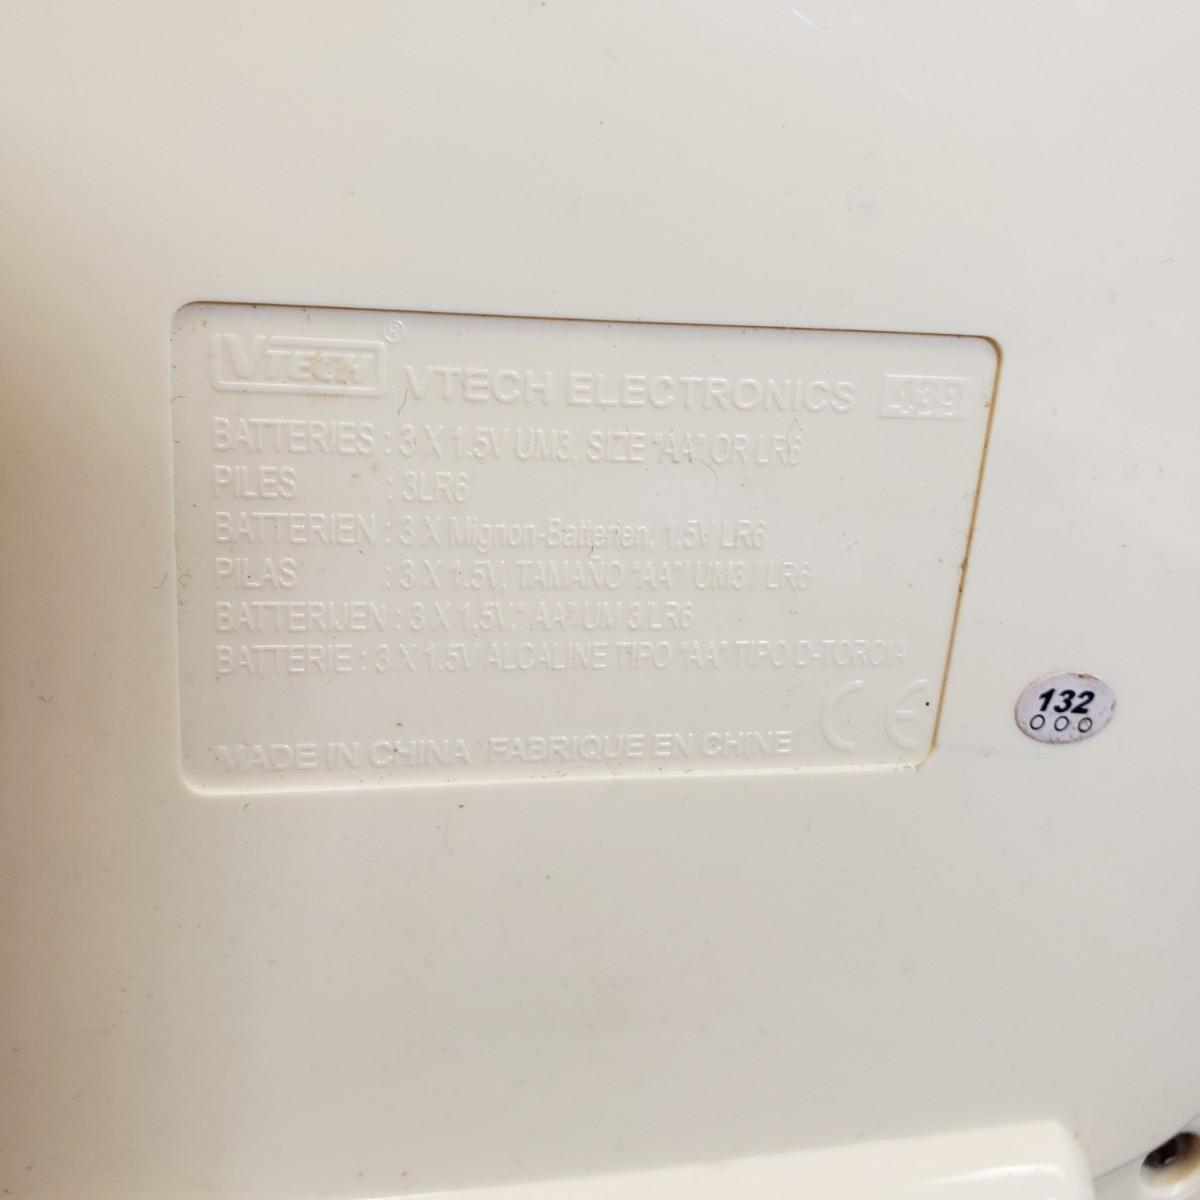 VTECH® VTECH ELECTRONICS 439
BATTERIES : 3 X 1.5V UM3, SIZE "AA" OR LR6
PILES : 3LR6
BATTERIEN : 3 X Mignon-Batterien, 1,5V LR6
PILAS : 3 X 1.5V, TAMAÑO "AA" UM3 / LR6
BATTERIJEN : 3 X 1.5V," AA" UM 3/LR6
BATTERIE : 3 X 1.5V ALCALINE TIPO "AA" TIPO D-TORCIA
CE
MADE IN CHINA FABRIQUE EN CHINE
132